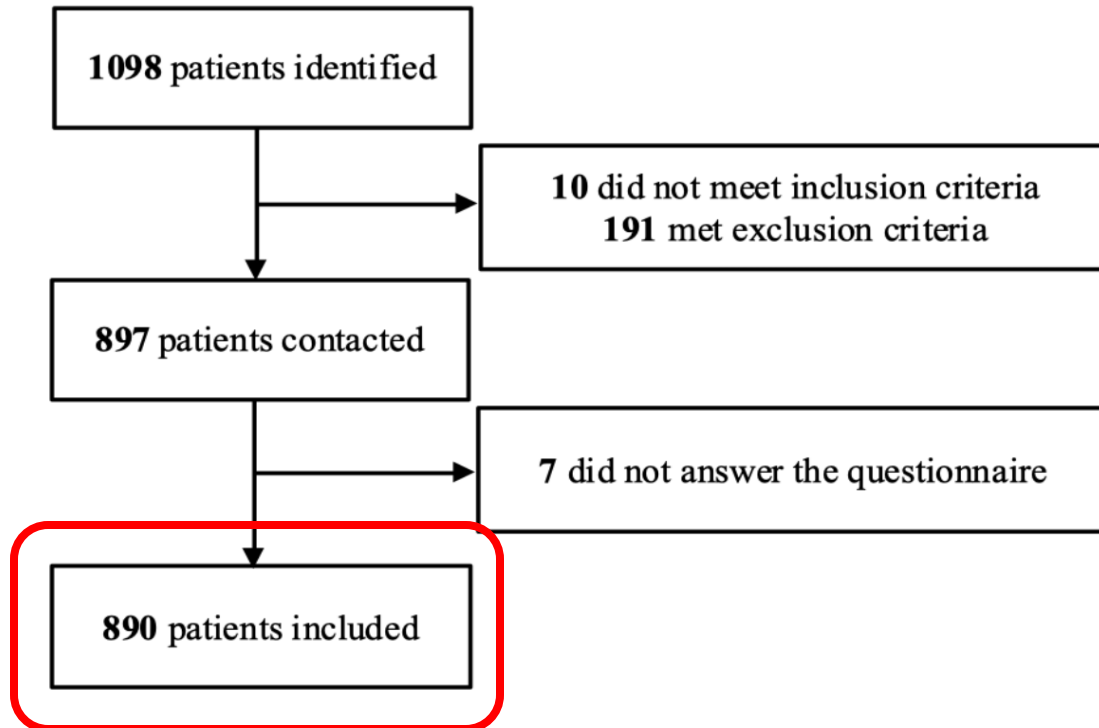 1098 patients identified
10 did not meet inclusion criteria
191 met exclusion criteria
897 patients contacted
7 did not answer the questionnaire
890 patients included